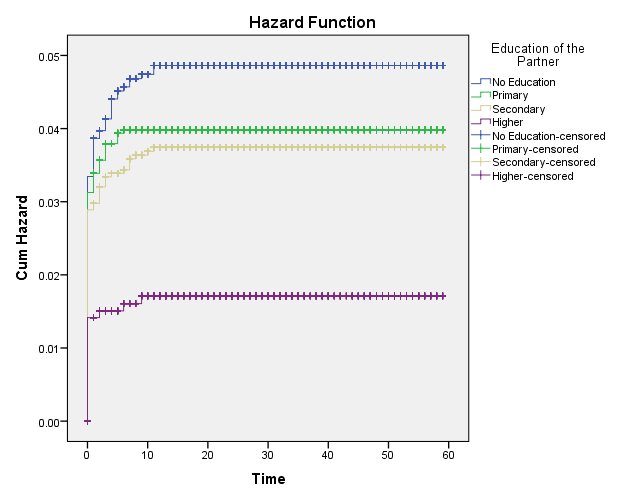 Hazard Function
Education of the
Partner
No Education
Primary
Secondary
Higher
No Education-censored
Primary-censored
Secondary-censored
Higher-censored
Cum Hazard
0.05
0.04
0.03
0.02
0.01
0.00
0 10 20 30 40 50 60
Time